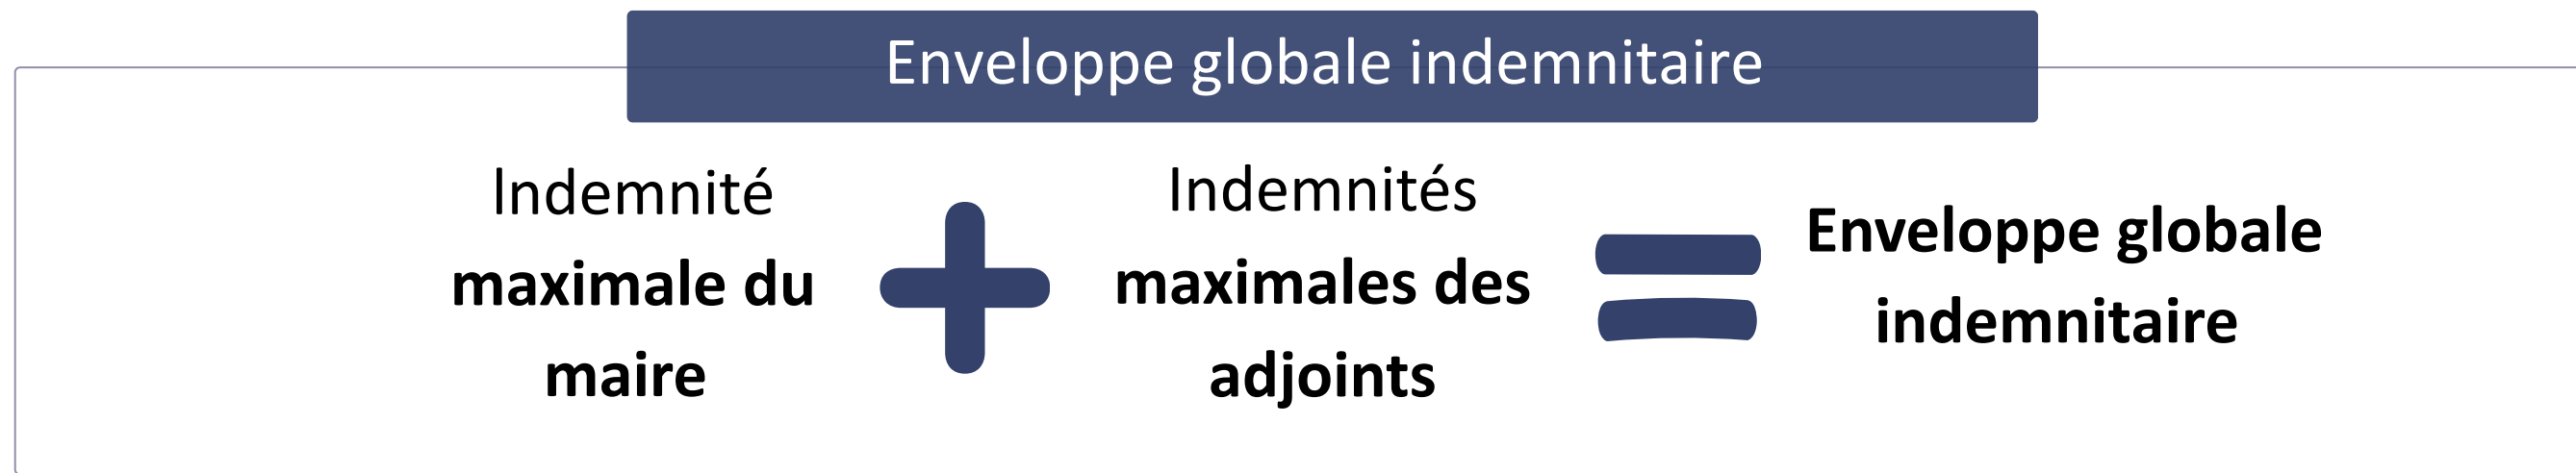 Enveloppe globale indemnitaire
Indemnité
maximale du
maire
Indemnités
maximales des
adjoints
Enveloppe globale
indemnitaire